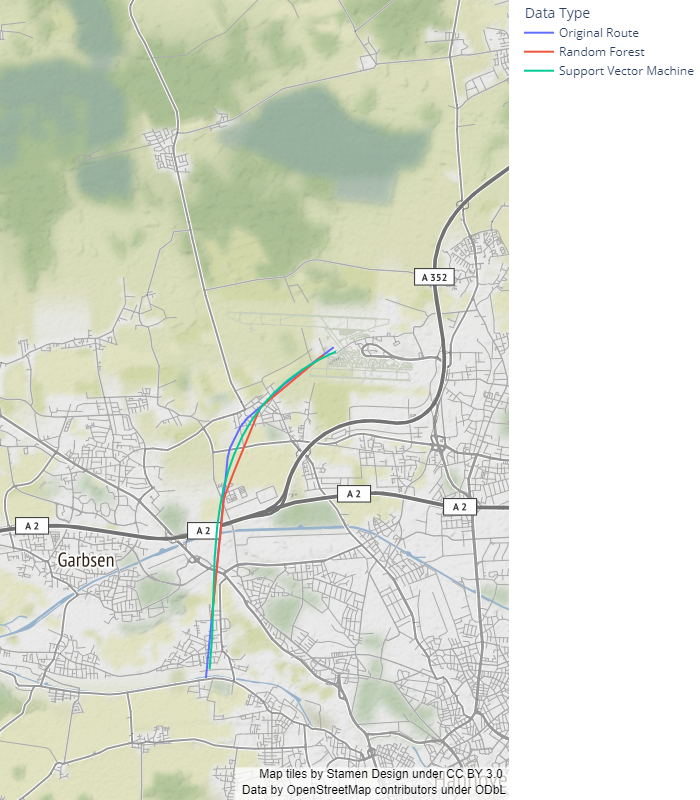 Data Type
Original Route
Random Forest
Support Vector Machine
A 352
A 2
A 2
A 2
A 2
Garbsen
Map tiles by Stamen Design under CC BY 3.0.
Data by OpenStreetMap contributors under ODbL